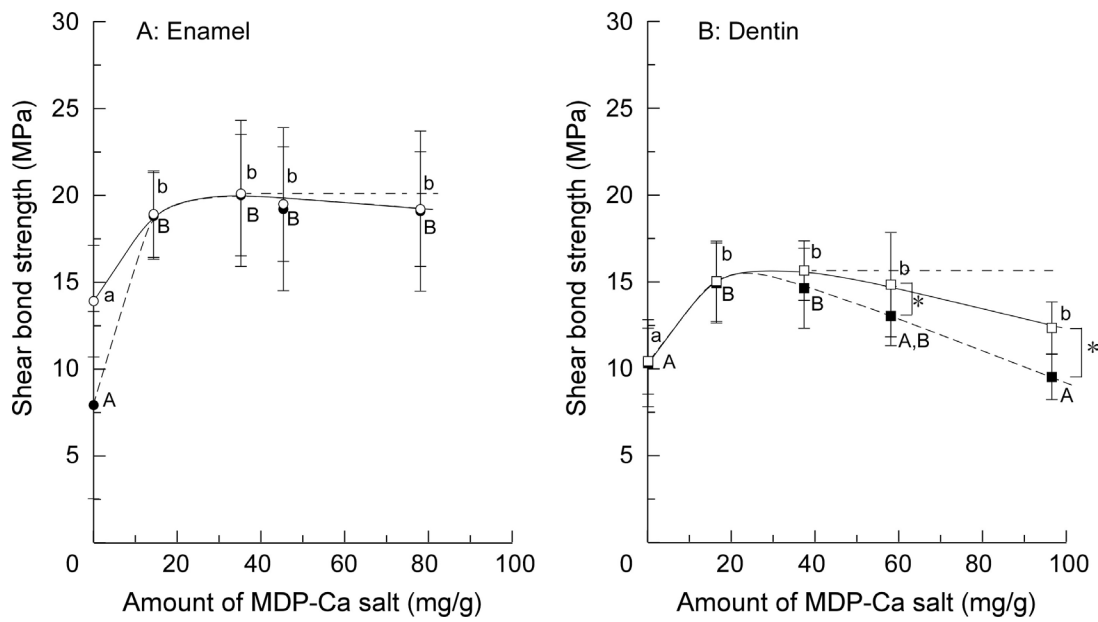 A: Enamel
Shear bond strength (MPa)
30
25
20
15
10
5
0
a
A
b
B
b
B
b
B
b
B
0 20 40 60 80 100
Amount of MDP-Ca salt (mg/g)
B: Dentin
Shear bond strength (MPa)
30
25
20
15
10
5
0
a
A
b
B
b
B
b
*
A,B
b
*
A
0 20 40 60 80 100
Amount of MDP-Ca salt (mg/g)